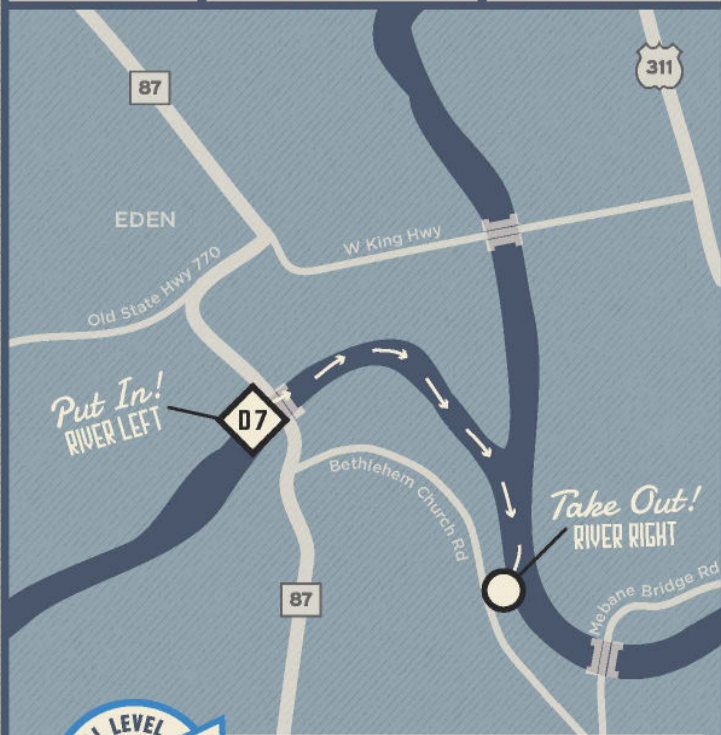 311
87
EDEN
W King Hwy
Old State Hwy 770
Put In!
RIVER LEFT
D7
Bethlehem Church Rd
Take Out!
RIVER RIGHT
Mebane Bridge Rd
87
LEVEL